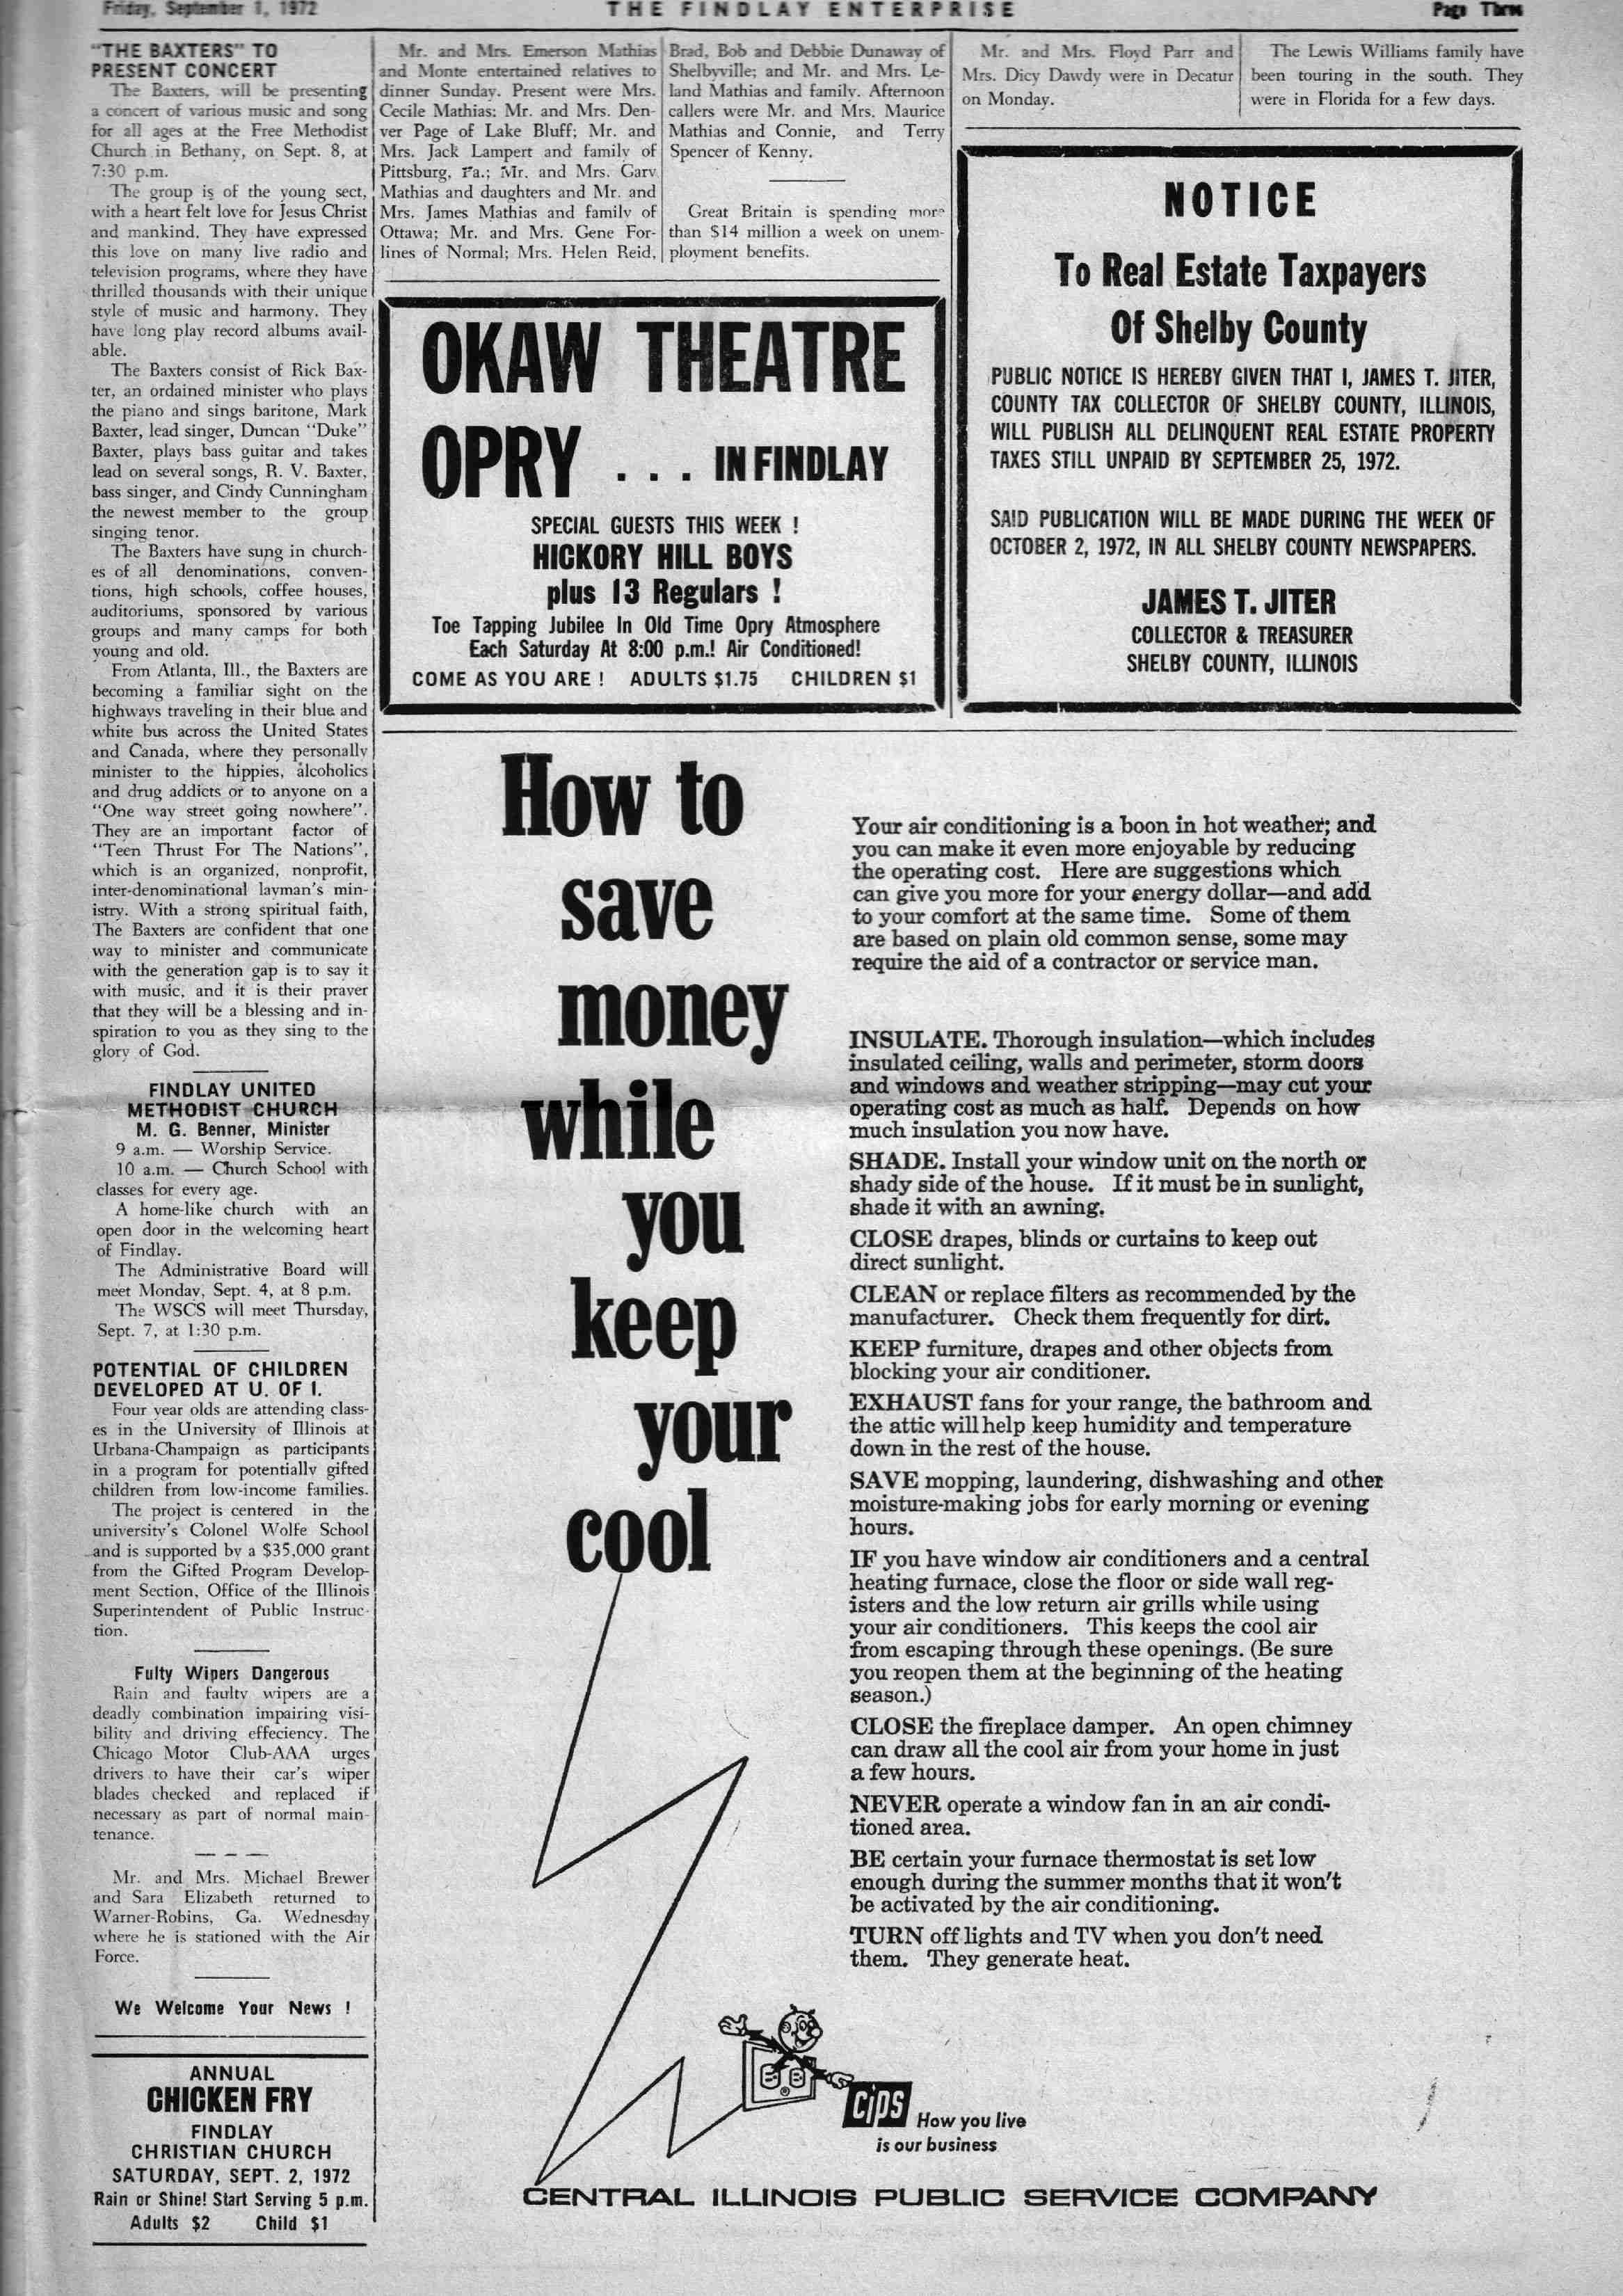 Friday, September 1, 1972
THE FINDLAY ENTERPRISE
Page Three
"THE BAXTERS" TO
PRESENT CONCERT
The Baxters, will be presenting
a concert of various music and song
for all ages at the Free Methodist
Church in Bethany, on Sept. 8, at
7:30 p.m.
The group is of the young sect,
with a heart felt love for Jesus Christ
and mankind. They have expressed
this love on many live radio and
television programs, where they have
thrilled thousands with their unique
style of music and harmony. They
have long play record albums avail-
able.
The Baxters consist of Rick Bax-
ter, an ordained minister who plays
the piano and sings baritone, Mark
Baxter, lead singer, Duncan "Duke"
Baxter, plays bass guitar and takes
lead on several songs, R. V. Baxter,
bass singer, and Cindy Cunningham
the newest member to the group
singing tenor.
The Baxters have sung in church-
es of all denominations, conven-
tions, high schools, coffee houses,
auditoriums, sponsored by various
groups and many camps for both
young and old.
From Atlanta, Ill., the Baxters are
becoming a familiar sight on the
highways traveling in their blue and
white bus across the United States
and Canada, where they personally
minister to the hippies, alcoholics
and drug addicts or to anyone on a
"One way street going nowhere".
They are an important factor of
"Teen Thrust For The Nations",
which is an organized, nonprofit,
inter-denominational layman's min-
istry. With a strong spiritual faith,
The Baxters are confident that one
way to minister and communicate
with the generation gap is to say it
with music, and it is their prayer
that they will be a blessing and in-
spiration to you as they sing to the
glory of God.
FINDLAY UNITED
METHODIST CHURCH
M. G. Benner, Minister
9 a.m. — Worship Service.
10 a.m. — Church School with
classes for every age.
A home-like church with an
open door in the welcoming heart
of Findlay.
The Administrative Board will
meet Monday, Sept. 4, at 8 p.m.
The WSCS will meet Thursday,
Sept. 7, at 1:30 p.m.
POTENTIAL OF CHILDREN
DEVELOPED AT U. OF I.
Four year olds are attending class-
es in the University of Illinois at
Urbana-Champaign as participants
in a program for potentially gifted
children from low-income families.
The project is centered in the
university's Colonel Wolfe School
and is supported by a $35,000 grant
from the Gifted Program Develop-
ment Section, Office of the Illinois
Superintendent of Public Instruc-
tion.
Fulty Wipers Dangerous
Rain and faulty wipers are a
deadly combination impairing visi-
bility and driving effeciency. The
Chicago Motor Club-AAA urges
drivers to have their car's wiper
blades checked and replaced if
necessary as part of normal main-
tenance.
Mr. and Mrs. Michael Brewer
and Sara Elizabeth returned to
Warner-Robins, Ga. Wednesday
where he is stationed with the Air
Force.
We Welcome Your News !
ANNUAL
CHICKEN FRY
FINDLAY
CHRISTIAN CHURCH
SATURDAY, SEPT. 2, 1972
Rain or Shine! Start Serving 5 p.m.
Adults $2 Child $1
Mr. and Mrs. Emerson Mathias
and Monte entertained relatives to
dinner Sunday. Present were Mrs.
Cecile Mathias: Mr. and Mrs. Den-
ver Page of Lake Bluff; Mr. and
Mrs. Jack Lampert and family of
Pittsburg, Pa.; Mr. and Mrs. Gary
Mathias and daughters and Mr. and
Mrs. James Mathias and family of
Ottawa; Mr. and Mrs. Gene For-
lines of Normal; Mrs. Helen Reid,
Brad, Bob and Debbie Dunaway of
Shelbyville; and Mr. and Mrs. Le-
land Mathias and family. Afternoon
callers were Mr. and Mrs. Maurice
Mathias and Connie, and Terry
Spencer of Kenny.
Great Britain is spending more
than $14 million a week on unem-
ployment benefits.
Mr. and Mrs. Floyd Parr and
Mrs. Dicy Dawdy were in Decatur
on Monday.
The Lewis Williams family have
been touring in the south. They
were in Florida for a few days.
OKAW THEATRE
OPRY . . . IN FINDLAY
SPECIAL GUESTS THIS WEEK !
HICKORY HILL BOYS
plus 13 Regulars !
Toe Tapping Jubilee In Old Time Opry Atmosphere
Each Saturday At 8:00 p.m.! Air Conditioned!
COME AS YOU ARE ! ADULTS $1.75 CHILDREN $1
NOTICE
To Real Estate Taxpayers
Of Shelby County
PUBLIC NOTICE IS HEREBY GIVEN THAT I, JAMES T. JITER,
COUNTY TAX COLLECTOR OF SHELBY COUNTY, ILLINOIS,
WILL PUBLISH ALL DELINQUENT REAL ESTATE PROPERTY
TAXES STILL UNPAID BY SEPTEMBER 25, 1972.
SAID PUBLICATION WILL BE MADE DURING THE WEEK OF
OCTOBER 2, 1972, IN ALL SHELBY COUNTY NEWSPAPERS.
JAMES T. JITER
COLLECTOR & TREASURER
SHELBY COUNTY, ILLINOIS
How to
save
money
while
you
keep
your
cool
Your air conditioning is a boon in hot weather; and
you can make it even more enjoyable by reducing
the operating cost. Here are suggestions which
can give you more for your energy dollar—and add
to your comfort at the same time. Some of them
are based on plain old common sense, some may
require the aid of a contractor or service man.
INSULATE. Thorough insulation—which includes
insulated ceiling, walls and perimeter, storm doors
and windows and weather stripping—may cut your
operating cost as much as half. Depends on how
much insulation you now have.
SHADE. Install your window unit on the north or
shady side of the house. If it must be in sunlight,
shade it with an awning.
CLOSE drapes, blinds or curtains to keep out
direct sunlight.
CLEAN or replace filters as recommended by the
manufacturer. Check them frequently for dirt.
KEEP furniture, drapes and other objects from
blocking your air conditioner.
EXHAUST fans for your range, the bathroom and
the attic will help keep humidity and temperature
down in the rest of the house.
SAVE mopping, laundering, dishwashing and other
moisture-making jobs for early morning or evening
hours.
IF you have window air conditioners and a central
heating furnace, close the floor or side wall reg-
isters and the low return air grills while using
your air conditioners. This keeps the cool air
from escaping through these openings. (Be sure
you reopen them at the beginning of the heating
season.)
CLOSE the fireplace damper. An open chimney
can draw all the cool air from your home in just
a few hours.
NEVER operate a window fan in an air condi-
tioned area.
BE certain your furnace thermostat is set low
enough during the summer months that it won't
be activated by the air conditioning.
TURN off lights and TV when you don't need
them. They generate heat.
®
CIPS How you live
is our business
CENTRAL ILLINOIS PUBLIC SERVICE COMPANY